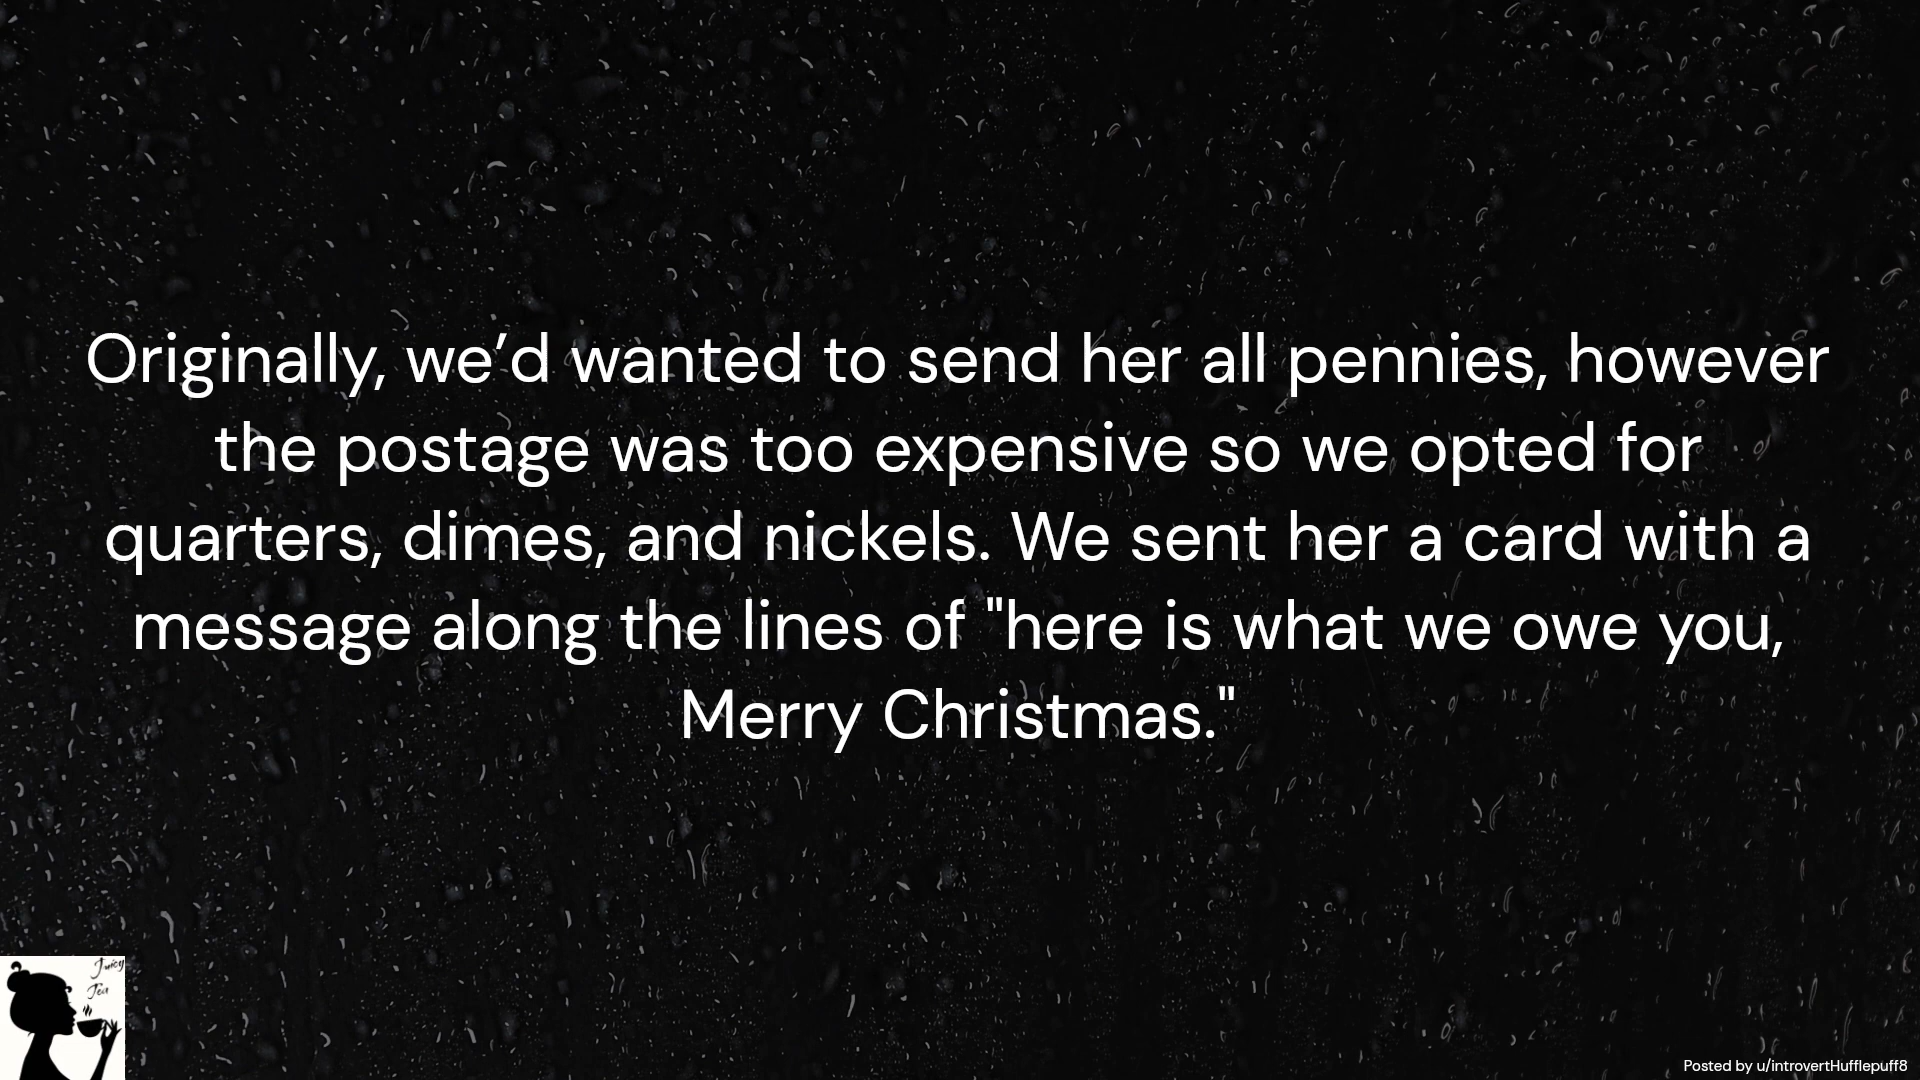 Originally, we’d wanted to send her all pennies, however
the postage was too expensive so we opted for
quarters, dimes, and nickels. We sent her a card with a
message along the lines of "here is what we owe you,
Merry Christmas."
Juicy
Tea
Posted by u/introvertHufflepuff8